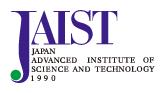 JAIST
JAPAN
ADVANCED INSTITUTE OF
SCIENCE AND TECHNOLOGY
1990